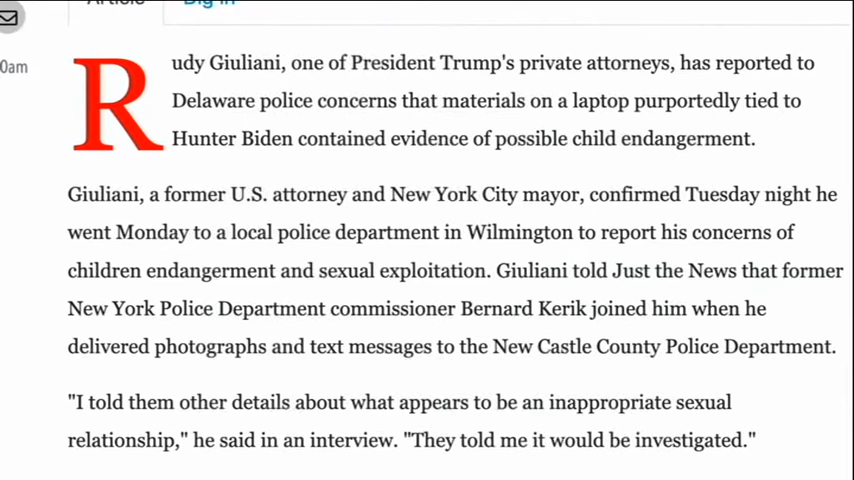 Article Dig In
0am
Rudy Giuliani, one of President Trump's private attorneys, has reported to
Delaware police concerns that materials on a laptop purportedly tied to
Hunter Biden contained evidence of possible child endangerment.
Giuliani, a former U.S. attorney and New York City mayor, confirmed Tuesday night he
went Monday to a local police department in Wilmington to report his concerns of
children endangerment and sexual exploitation. Giuliani told Just the News that former
New York Police Department commissioner Bernard Kerik joined him when he
delivered photographs and text messages to the New Castle County Police Department.
"I told them other details about what appears to be an inappropriate sexual
relationship," he said in an interview. "They told me it would be investigated."